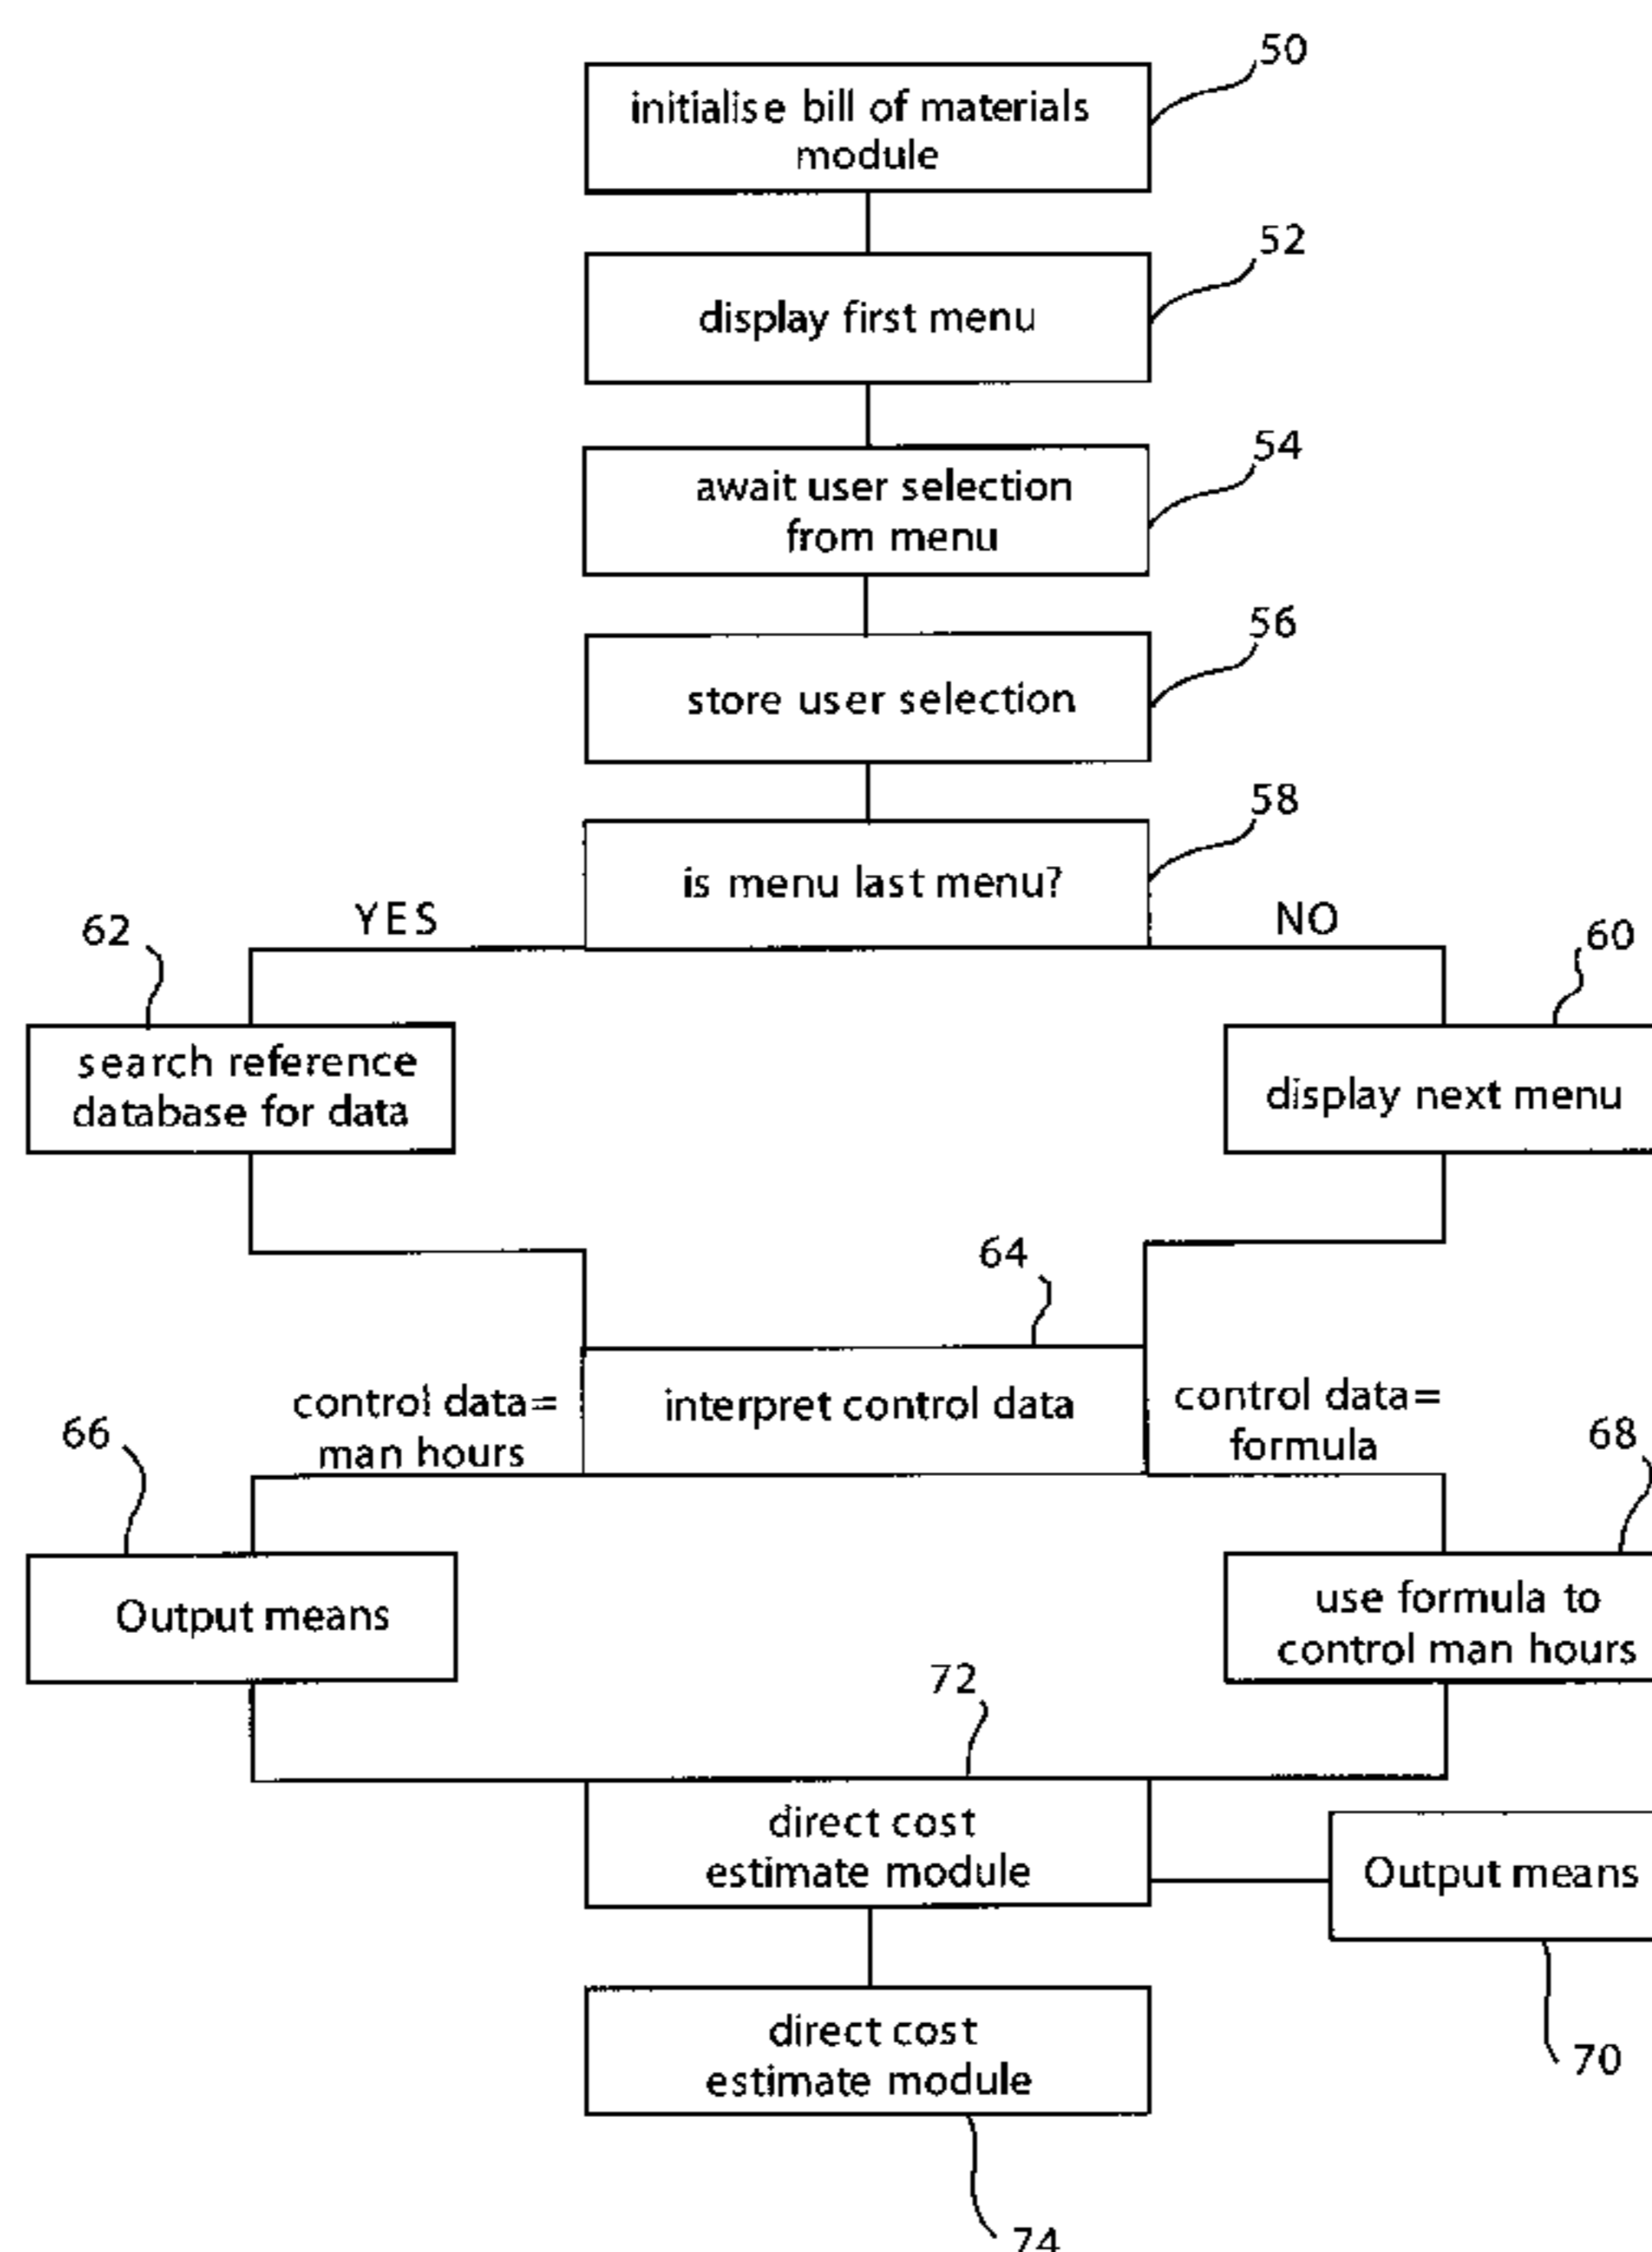 50
initialise bill of materials
module
52
display first menu
54
await user selection
from menu
56
store user selection
58
is menu last menu?
YES
NO
62
60
search reference
database for data
display next menu
64
control data=
man hours
interpret control data
control data=
formula
66
68
Output means
use formula to
control man hours
72
direct cost
estimate module
Output means
70
direct cost
estimate module
74